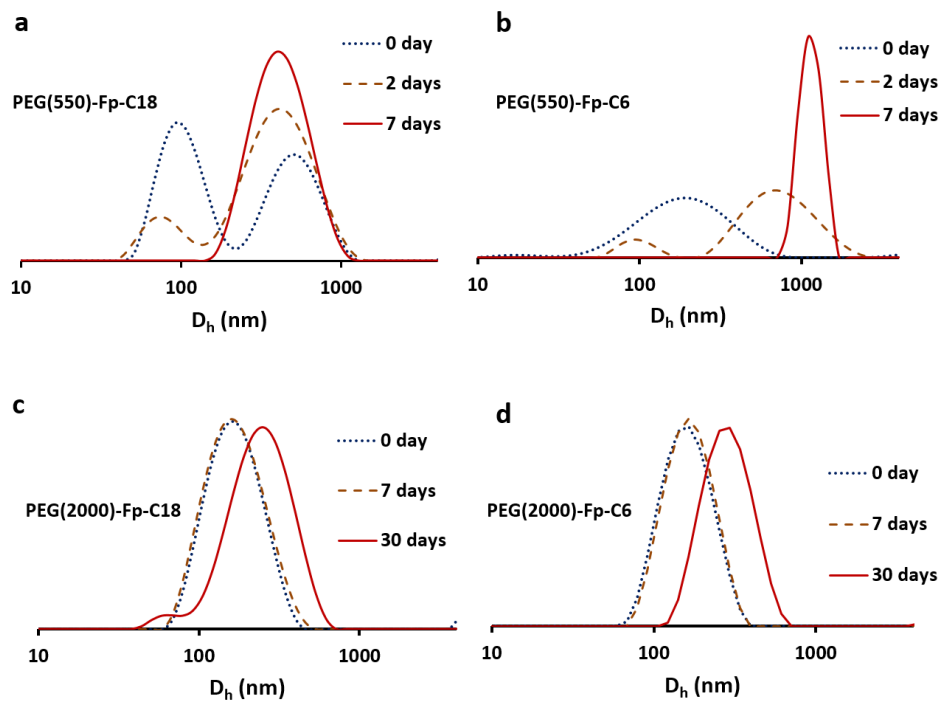 a
0 day
2 days
7 days
PEG(550)-Fp-C18
10 100 1000
Dh (nm)
b
0 day
2 days
7 days
PEG(550)-Fp-C6
10 100 1000
Dh (nm)
c
0 day
7 days
30 days
PEG(2000)-Fp-C18
10 100 1000
Dh (nm)
d
0 day
7 days
30 days
PEG(2000)-Fp-C6
10 100 1000
Dh (nm)